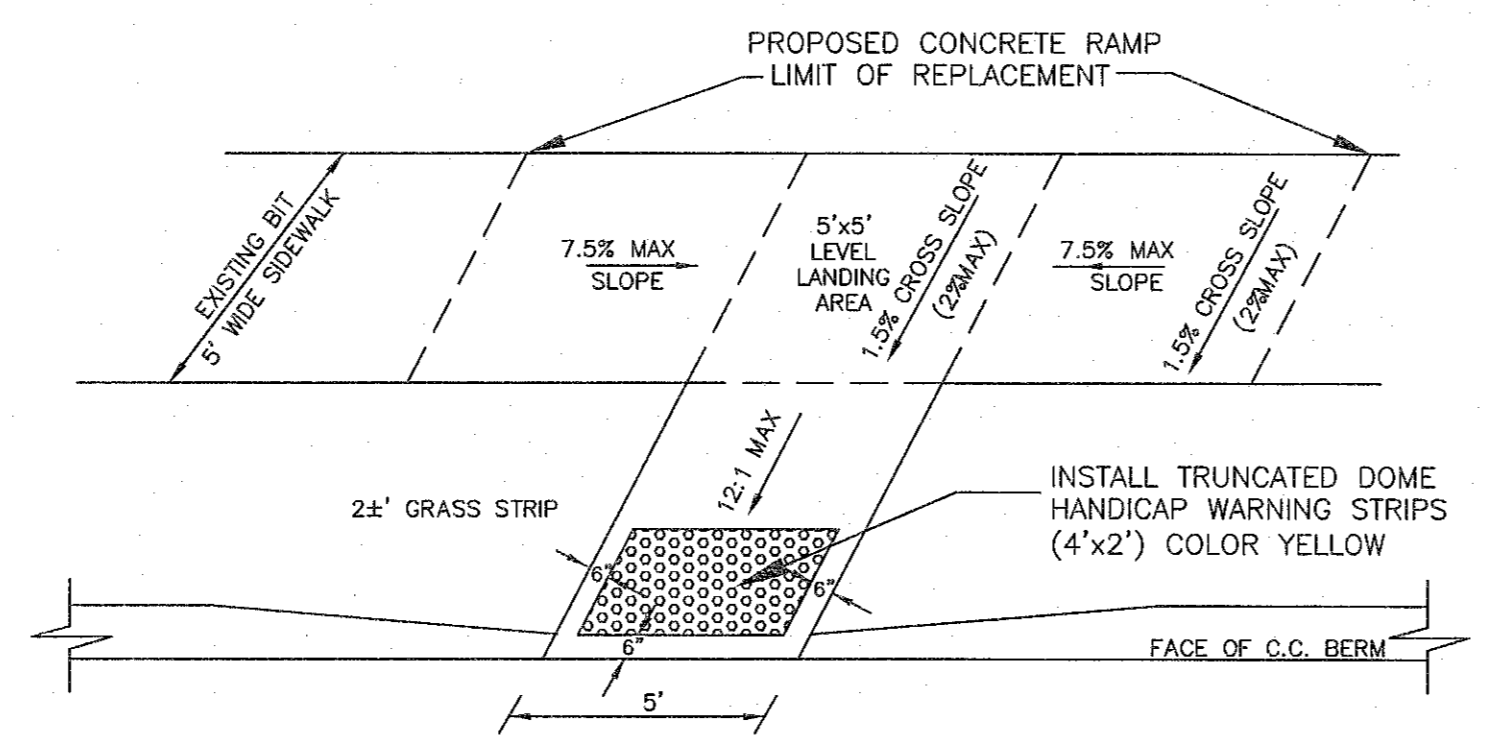 PROPOSED CONCRETE RAMP
LIMIT OF REPLACEMENT
EXISTING BIT
5' WIDE SIDEWALK
7.5% MAX
SLOPE
5'x5'
LEVEL
LANDING
AREA
1.5% CROSS SLOPE
(2%MAX)
7.5% MAX
SLOPE
1.5% CROSS SLOPE
(2%MAX)
12:1 MAX
2±' GRASS STRIP
INSTALL TRUNCATED DOME
HANDICAP WARNING STRIPS
(4'x2') COLOR YELLOW
6"
6"
6"
FACE OF C.C. BERM
5'